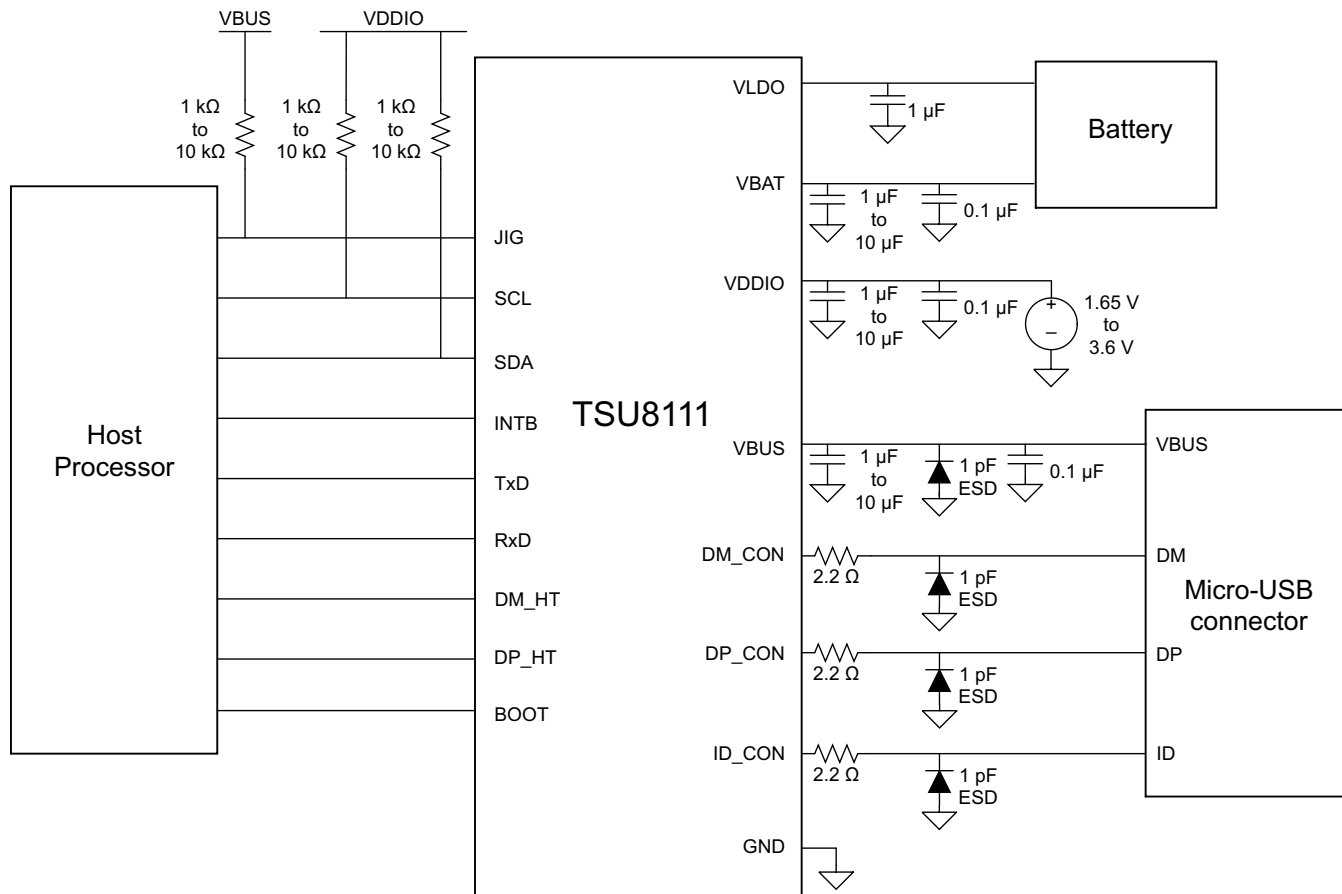 VBUS
VDDIO
1 kΩ
to
10 kΩ
1 kΩ
to
10 kΩ
1 kΩ
to
10 kΩ
Host
Processor
JIG
SCL
SDA
INTB
TxD
RxD
DM_HT
DP_HT
BOOT
TSU8111
VLDO
VBAT
VDDIO
VBUS
DM_CON
DP_CON
ID_CON
GND
1 µF
Battery
1 µF
to
10 µF
0.1 µF
1 µF
to
10 µF
0.1 µF
+
–
1.65 V
to
3.6 V
1 µF
to
10 µF
1 pF
ESD
0.1 µF
2.2 Ω
1 pF
ESD
2.2 Ω
1 pF
ESD
2.2 Ω
1 pF
ESD
VBUS
DM
Micro-USB
connector
DP
ID